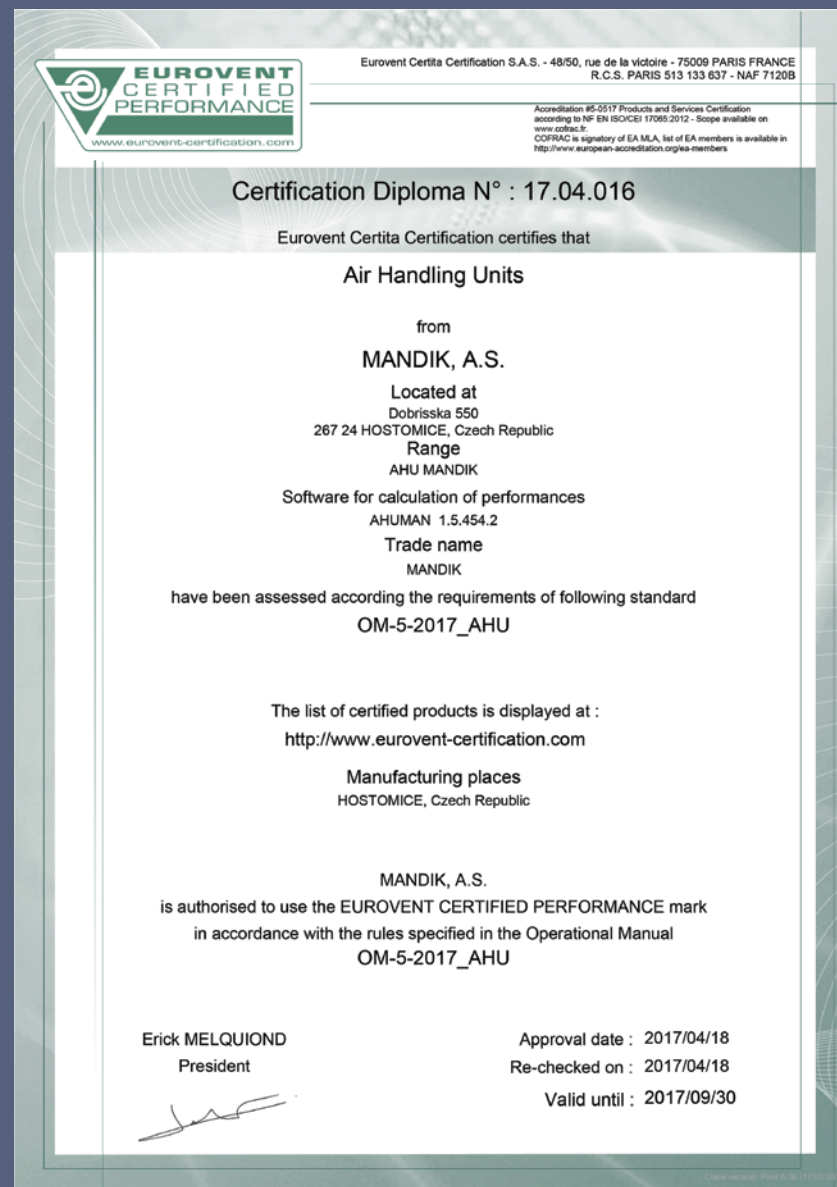 EUROVENT
CERTIFIED
PERFORMANCE
www.eurovent-certification.com
Eurovent Certita Certification S.A.S. - 48/50, rue de la victoire - 75009 PARIS FRANCE
R.C.S. PARIS 513 133 637 - NAF 7120B
Accreditation #5-0517 Products and Services Certification
according to NF EN ISO/CEI 17065:2012 - Scope available on
www.cofrac.fr.
COFRAC is signatory of EA MLA, list of EA members is available in
http://www.european-accreditation.org/ea-members
Certification Diploma N° : 17.04.016
Eurovent Certita Certification certifies that
Air Handling Units
from
MANDIK, A.S.
Located at
Dobrisska 550
267 24 HOSTOMICE, Czech Republic
Range
AHU MANDIK
Software for calculation of performances
AHUMAN 1.5.454.2
Trade name
MANDIK
have been assessed according the requirements of following standard
OM-5-2017_AHU
The list of certified products is displayed at :
http://www.eurovent-certification.com
Manufacturing places
HOSTOMICE, Czech Republic
MANDIK, A.S.
is authorised to use the EUROVENT CERTIFIED PERFORMANCE mark
in accordance with the rules specified in the Operational Manual
OM-5-2017_AHU
Erick MELQUIOND
President
Approval date : 2017/04/18
Re-checked on : 2017/04/18
Valid until : 2017/09/30